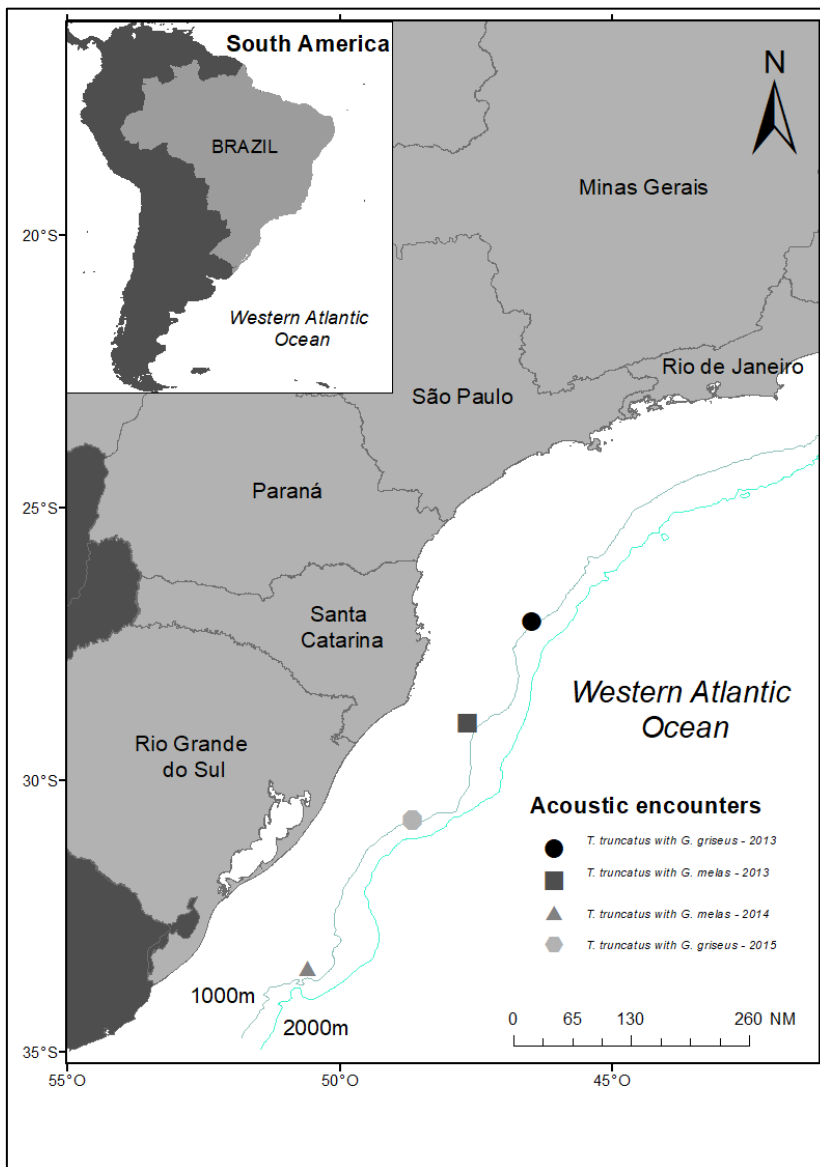 South America
BRAZIL
Western Atlantic
Ocean
N
Minas Gerais
20°S
Rio de Janeiro
São Paulo
Paraná
25°S
Santa
Catarina
Western Atlantic
Ocean
Rio Grande
do Sul
30°S
Acoustic encounters
T. truncatus with G. griseus - 2013
T. truncatus with G. melas - 2013
T. truncatus with G. melas - 2014
T. truncatus with G. griseus - 2015
1000m
2000m
0 65 130 260 NM
35°S
55°O 50°O 45°O